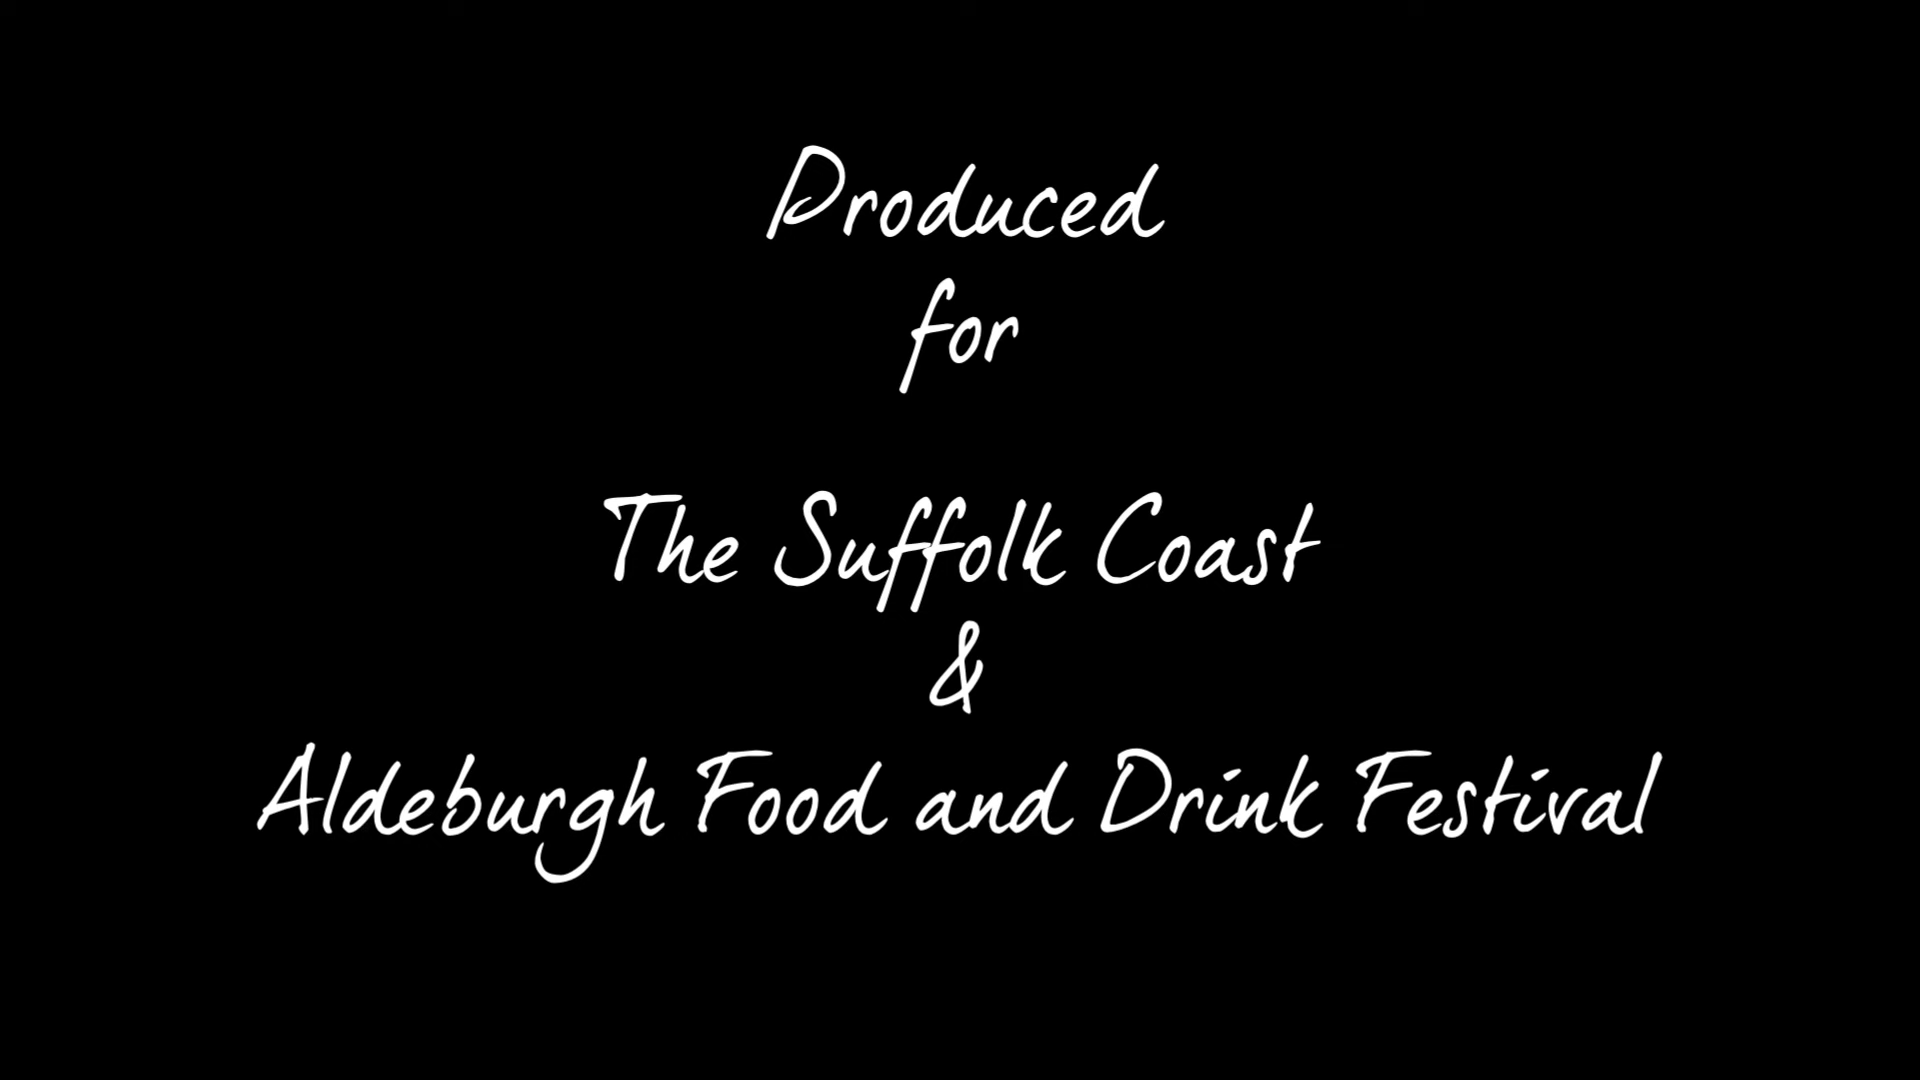 Produced
for
The Suffolk Coast
&
Aldeburgh Food and Drink Festival